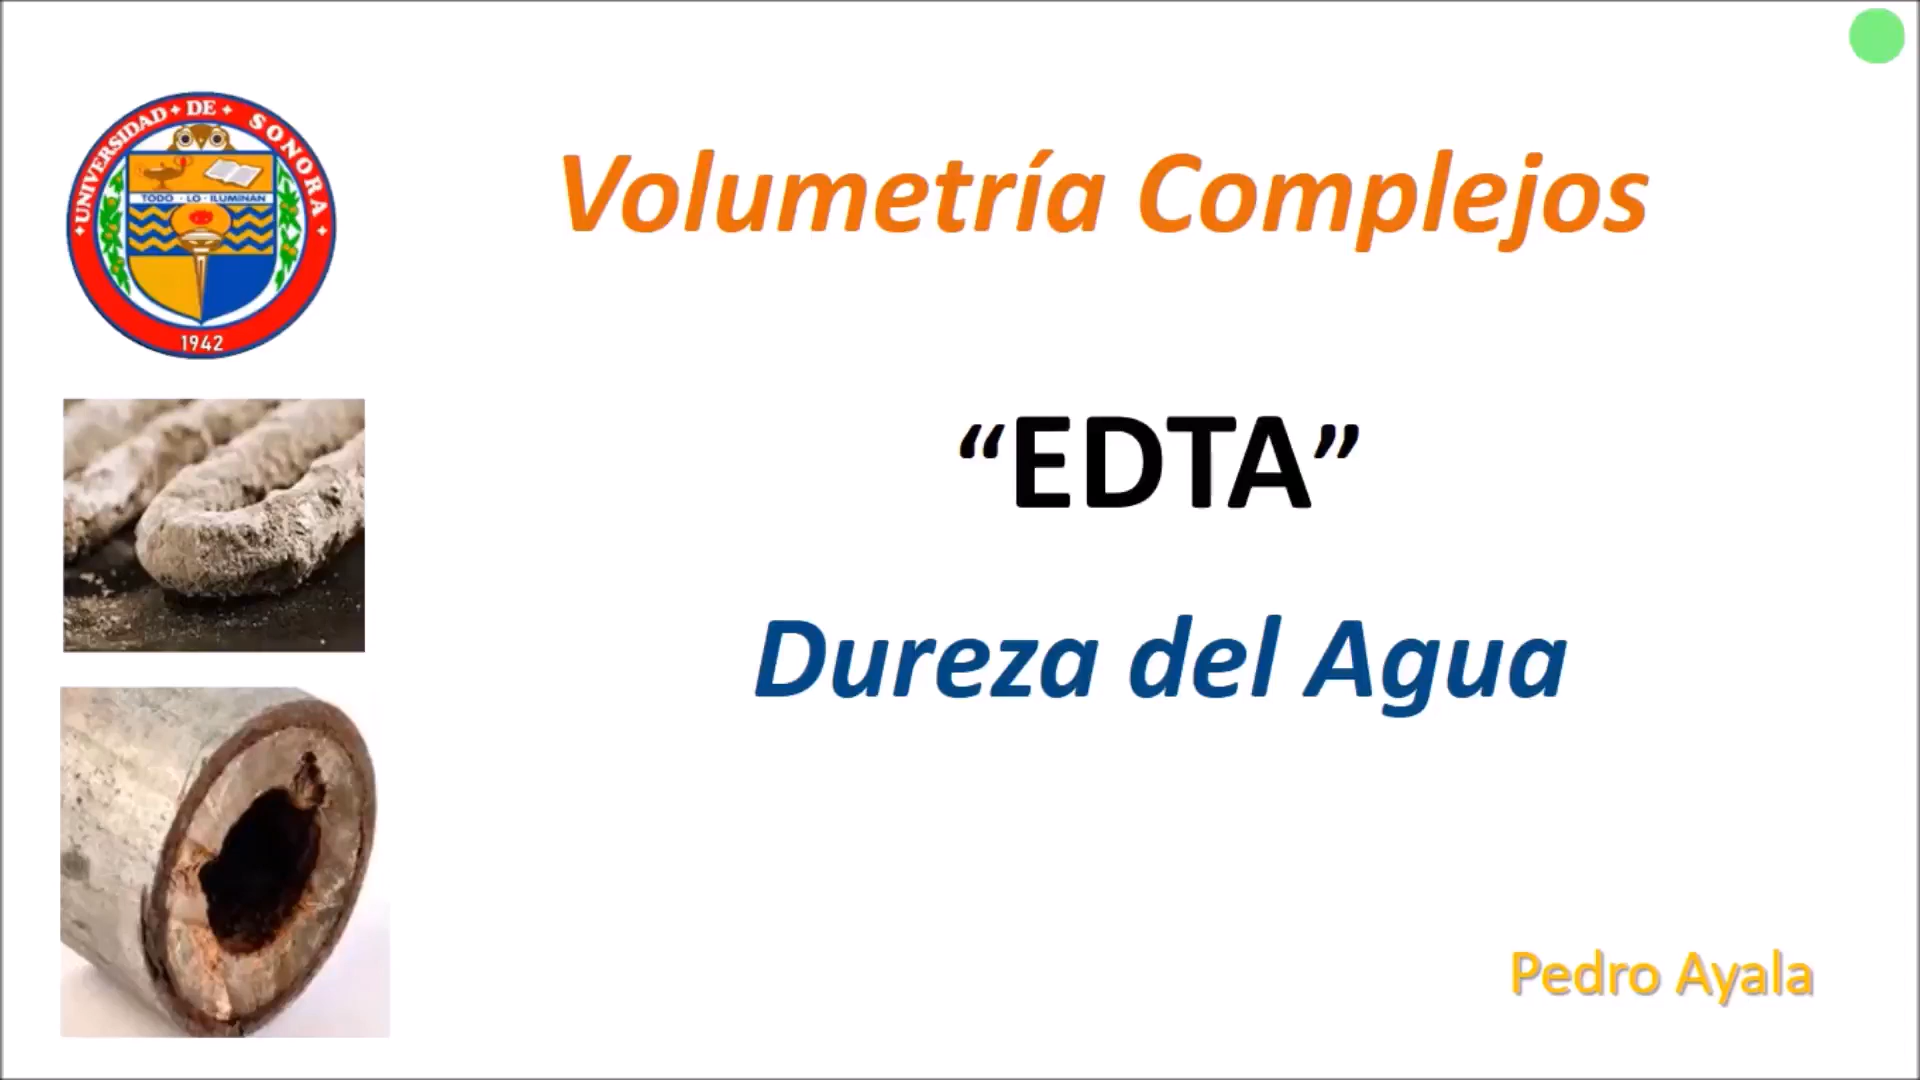 UNIVERSIDAD DE SONORA
TODO · LO · ILUMINAN
1942
Volumetría Complejos
“EDTA”
Dureza del Agua
Pedro Ayala